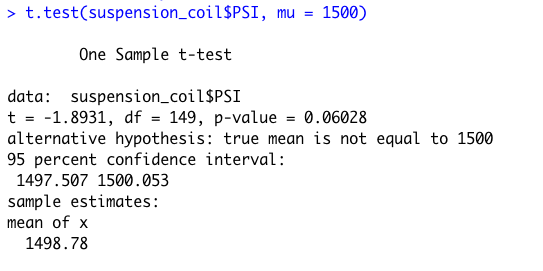 > t.test(suspension_coil$PSI, mu = 1500)
One Sample t-test
data:  suspension_coil$PSI
t = -1.8931, df = 149, p-value = 0.06028
alternative hypothesis: true mean is not equal to 1500
95 percent confidence interval:
1497.507 1500.053
sample estimates:
mean of x
1498.78